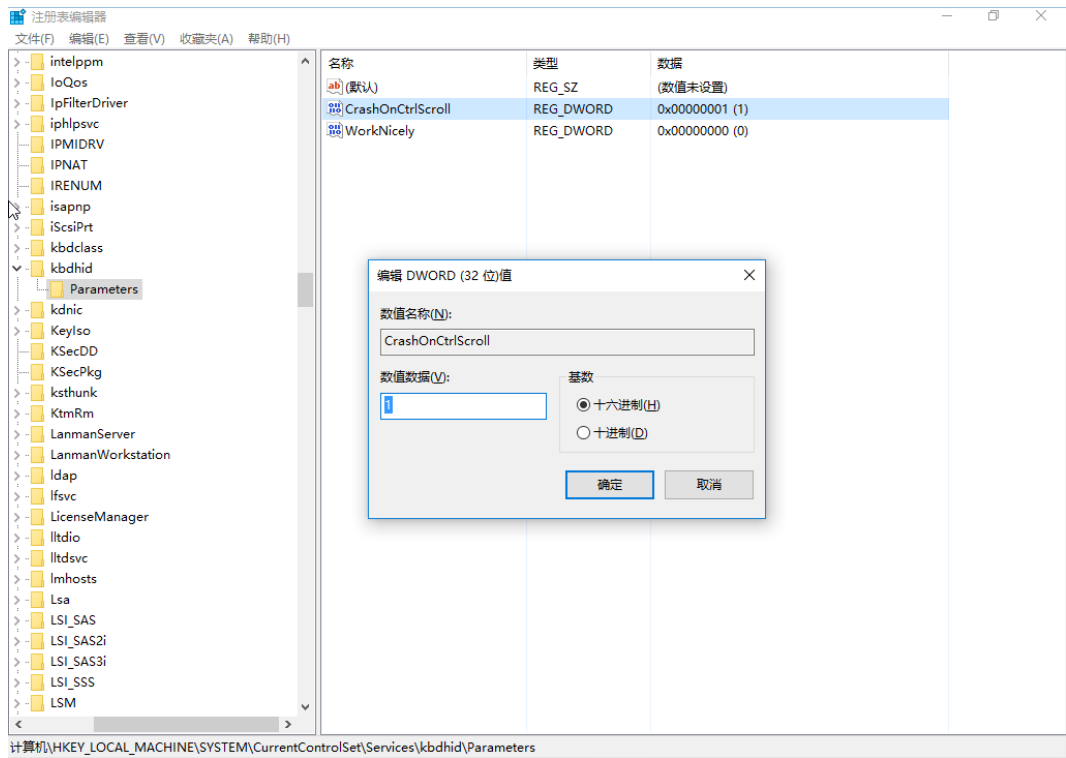 注册表编辑器
文件(F) 编辑(E) 查看(V) 收藏夹(A) 帮助(H)
intelppm
IoQos
IpFilterDriver
iphlpsvc
IPMIDRV
IPNAT
IRENUM
isapnp
iScsiPrt
kbdclass
kbdhid
Parameters
kdnic
KeyIso
KSecDD
KSecPkg
ksthunk
KtmRm
LanmanServer
LanmanWorkstation
ldap
lfsvc
LicenseManager
lltdio
lltdsvc
lmhosts
Lsa
LSI_SAS
LSI_SAS2i
LSI_SAS3i
LSI_SSS
LSM
名称 类型 数据
ab (默认) REG_SZ (数值未设置)
CrashOnCtrlScroll REG_DWORD 0x00000001 (1)
WorkNicely REG_DWORD 0x00000000 (0)
编辑 DWORD (32 位)值
数值名称(N):
CrashOnCtrlScroll
数值数据(V):
1
基数
十六进制(H)
十进制(D)
确定 取消
计算机\HKEY_LOCAL_MACHINE\SYSTEM\CurrentControlSet\Services\kbdhid\Parameters